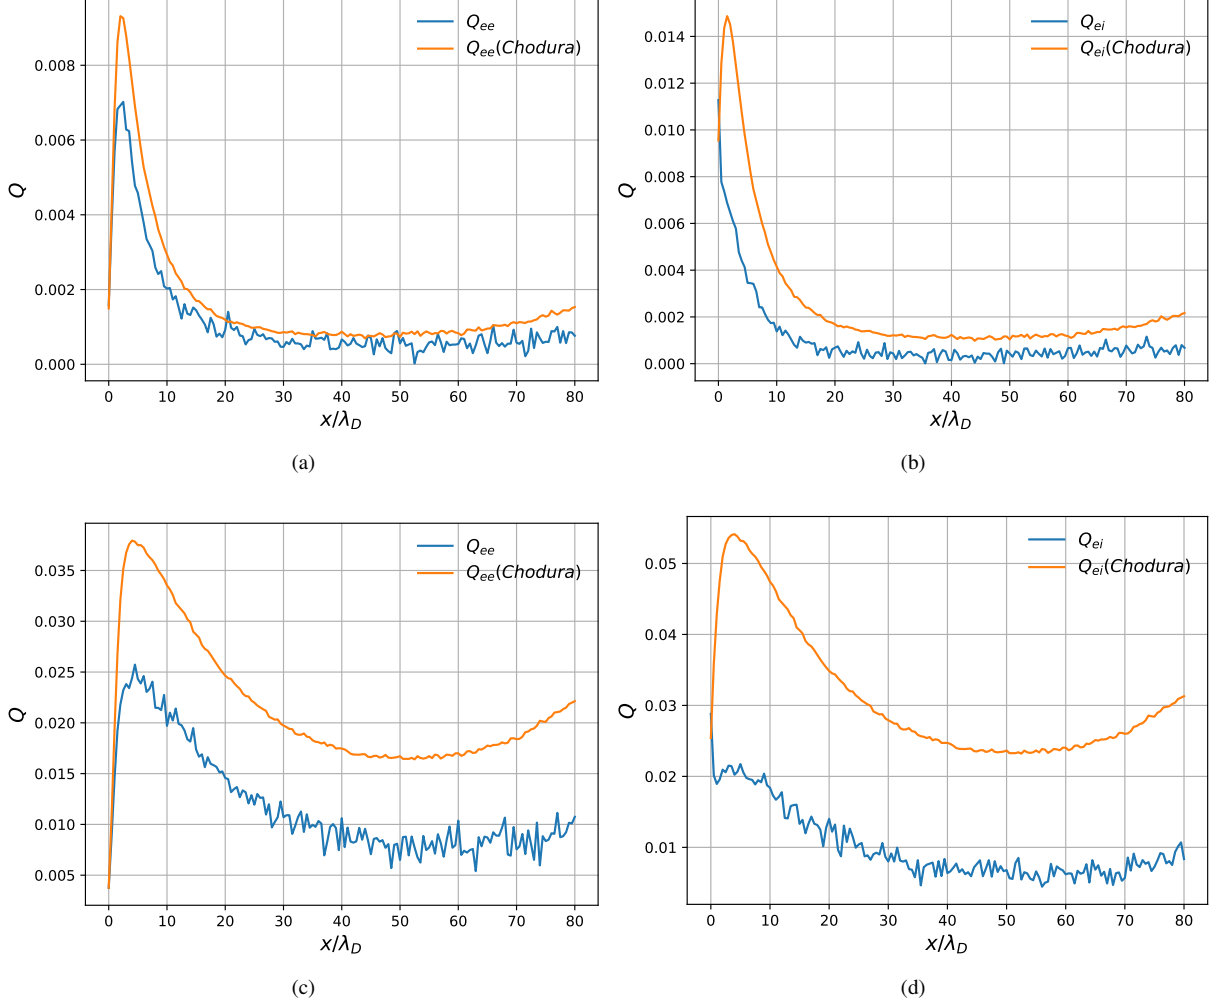 Q_ee
Q_ee(Chodura)
0.008
0.006
0.004
0.002
0.000
Q
0 10 20 30 40 50 60 70 80
x/λ_D
(a)
Q_ei
Q_ei(Chodura)
0.014
0.012
0.010
0.008
0.006
0.004
0.002
0.000
Q
0 10 20 30 40 50 60 70 80
x/λ_D
(b)
Q_ee
Q_ee(Chodura)
0.035
0.030
0.025
0.020
0.015
0.010
0.005
Q
0 10 20 30 40 50 60 70 80
x/λ_D
(c)
Q_ei
Q_ei(Chodura)
0.05
0.04
0.03
0.02
0.01
Q
0 10 20 30 40 50 60 70 80
x/λ_D
(d)